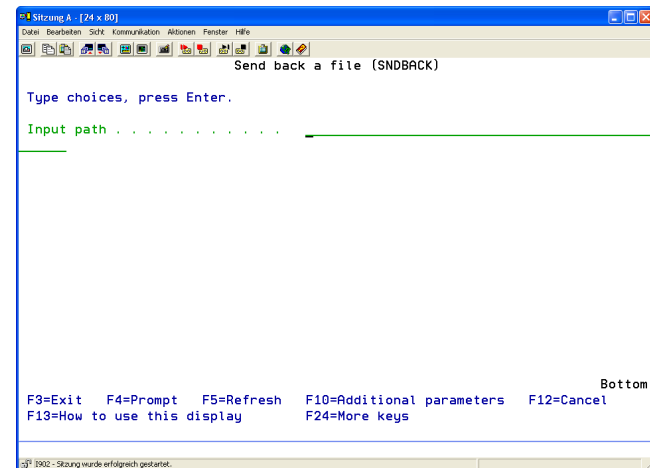 Sitzung A - [24 x 80]
Datei Bearbeiten Sicht Kommunikation Aktionen Fenster Hilfe
Send back a file (SNDBACK)
Type choices, press Enter.
Input path . . . . . . . . . . .
Bottom
F3=Exit F4=Prompt F5=Refresh F10=Additional parameters F12=Cancel
F13=How to use this display F24=More keys
I902 - Sitzung wurde erfolgreich gestartet.